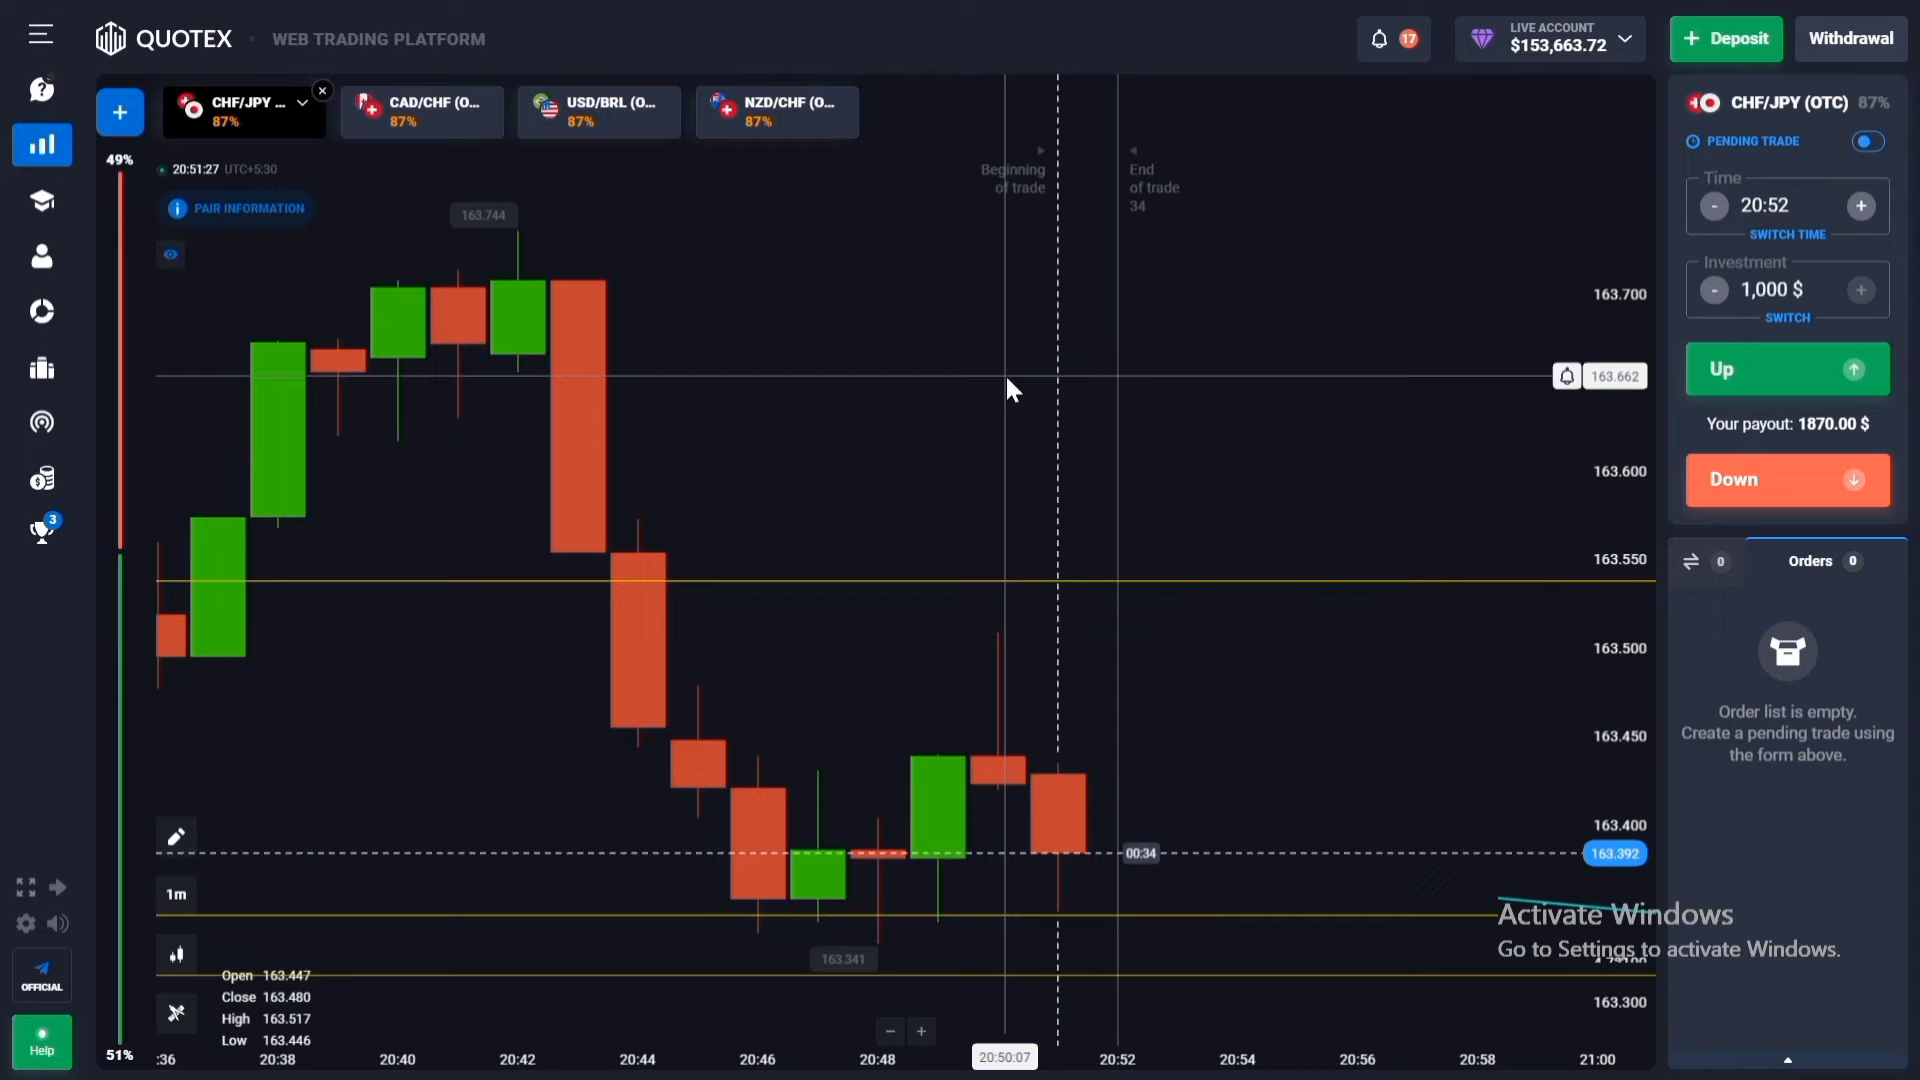 QUOTEX
WEB TRADING PLATFORM
17
LIVE ACCOUNT
$153,663.72
+ Deposit
Withdrawal
+
CHF/JPY ...
87%
CAD/CHF (O...
87%
USD/BRL (O...
87%
NZD/CHF (O...
87%
49%
20:51:27 UTC+5:30
PAIR INFORMATION
163.744
Beginning
of trade
End
of trade
34
CHF/JPY (OTC) 87%
PENDING TRADE
Time
- 20:52 +
SWITCH TIME
Investment
- 1,000 $ +
SWITCH
Up
Your payout: 1870.00 $
Down
0
Orders 0
Order list is empty.
Create a pending trade using
the form above.
163.700
163.662
163.600
163.550
163.500
163.450
163.400
163.392
163.300
00:34
163.341
1m
Open 163.447
Close 163.480
High 163.517
Low 163.446
- +
3
OFFICIAL
Help
51%
:36
20:38
20:40
20:42
20:44
20:46
20:48
20:50:07
20:52
20:54
20:56
20:58
21:00
Activate Windows
Go to Settings to activate Windows.